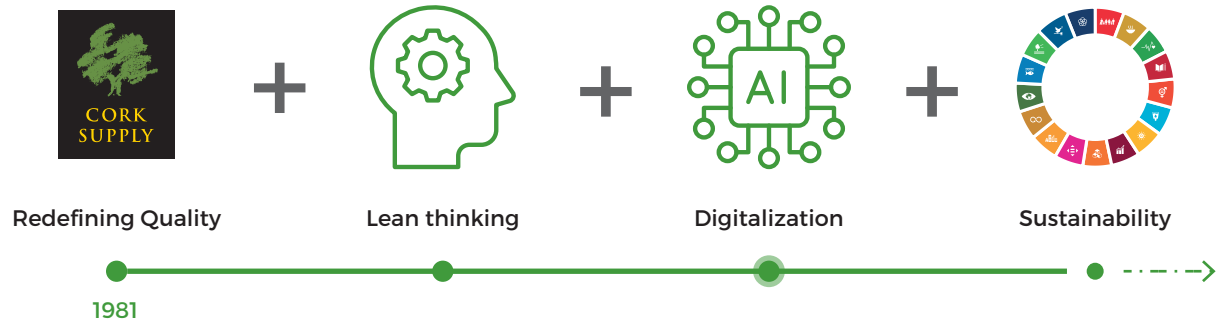 CORK
SUPPLY
AI
Redefining Quality
Lean thinking
Digitalization
Sustainability
1981